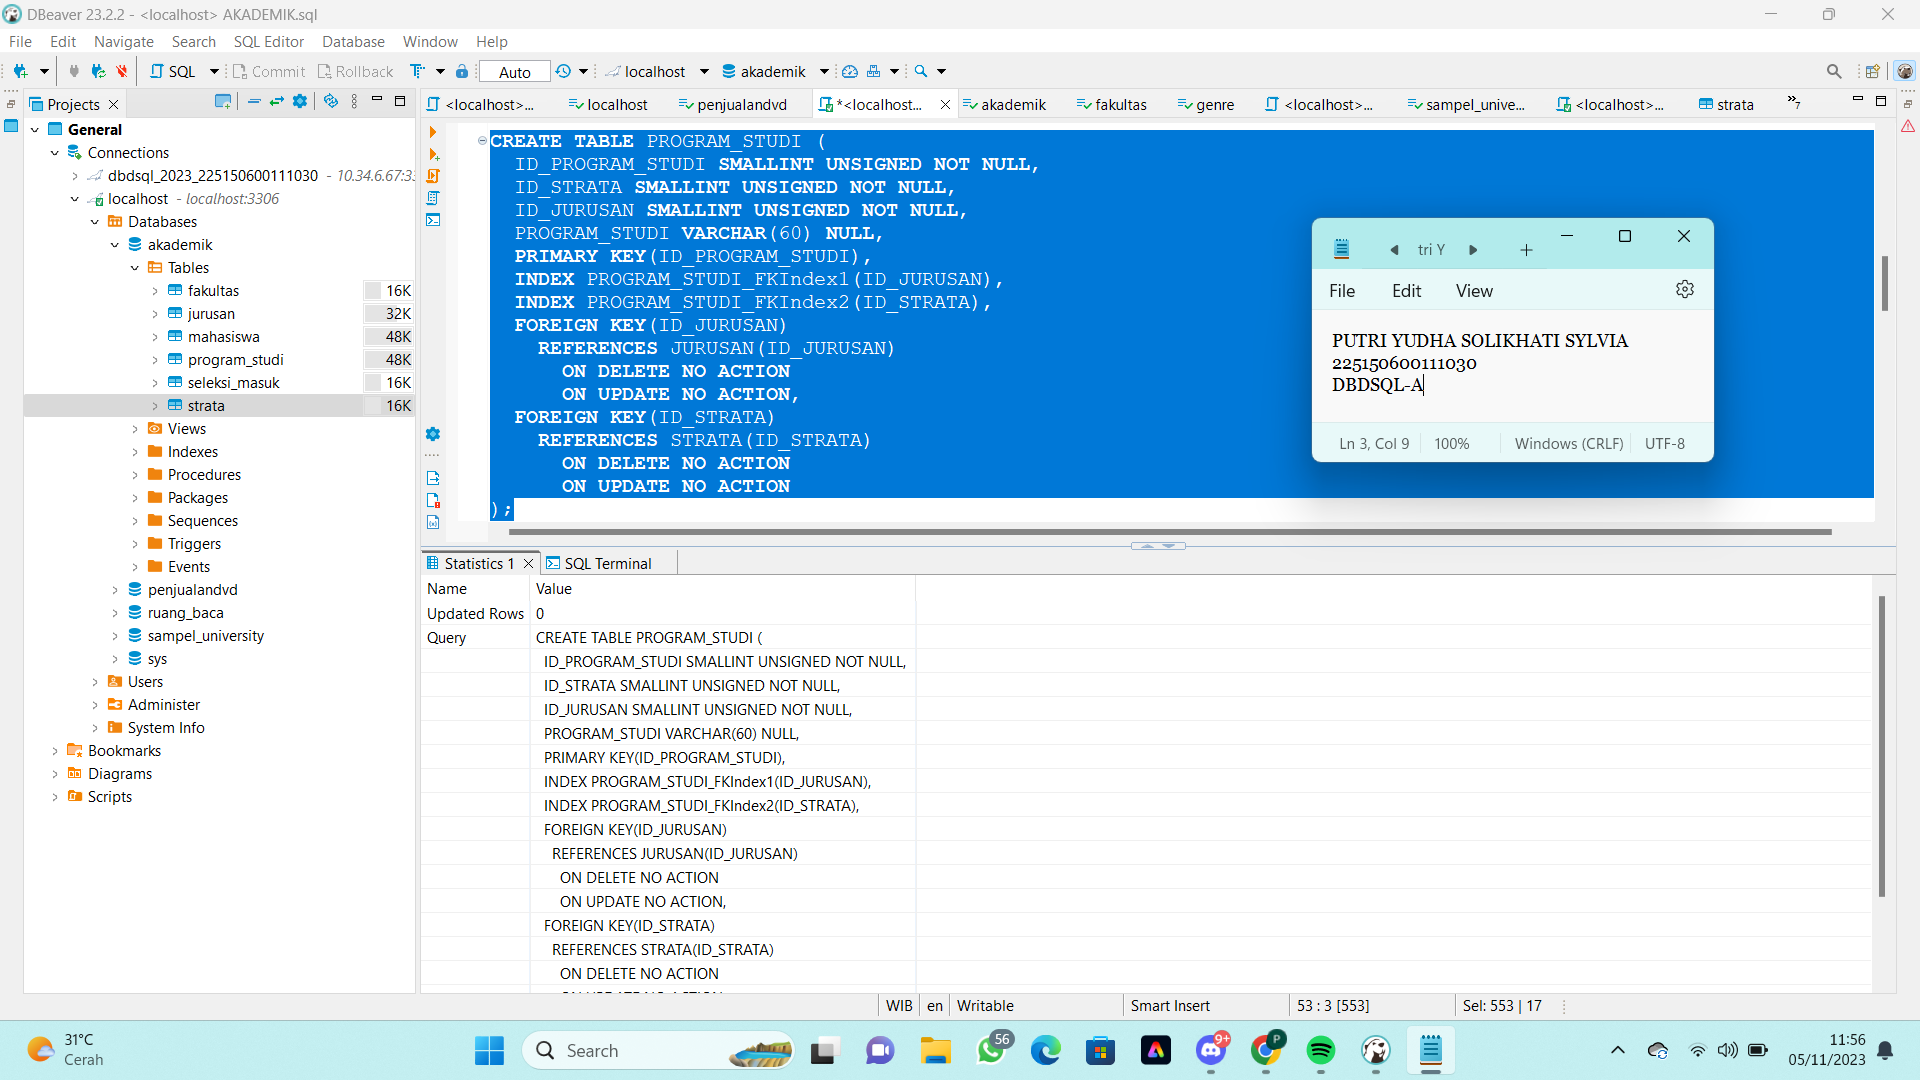 DBeaver 23.2.2 - <localhost> AKADEMIK.sql
File Edit Navigate Search SQL Editor Database Window Help
SQL Commit Rollback Auto localhost akademik
Projects
<localhost>... localhost penjualandvd *<localhost... akademik fakultas genre <localhost>... sampel_unive... <localhost>... strata »7
General
Connections
dbdsql_2023_225150600111030 - 10.34.6.67:33
localhost - localhost:3306
Databases
akademik
Tables
fakultas 16K
jurusan 32K
mahasiswa 48K
program_studi 48K
seleksi_masuk 16K
strata 16K
Views
Indexes
Procedures
Packages
Sequences
Triggers
Events
penjualandvd
ruang_baca
sampel_university
sys
Users
Administer
System Info
Bookmarks
Diagrams
Scripts
CREATE TABLE PROGRAM_STUDI (
ID_PROGRAM_STUDI SMALLINT UNSIGNED NOT NULL,
ID_STRATA SMALLINT UNSIGNED NOT NULL,
ID_JURUSAN SMALLINT UNSIGNED NOT NULL,
PROGRAM_STUDI VARCHAR(60) NULL,
PRIMARY KEY(ID_PROGRAM_STUDI),
INDEX PROGRAM_STUDI_FKIndex1(ID_JURUSAN),
INDEX PROGRAM_STUDI_FKIndex2(ID_STRATA),
FOREIGN KEY(ID_JURUSAN)
REFERENCES JURUSAN(ID_JURUSAN)
ON DELETE NO ACTION
ON UPDATE NO ACTION,
FOREIGN KEY(ID_STRATA)
REFERENCES STRATA(ID_STRATA)
ON DELETE NO ACTION
ON UPDATE NO ACTION
);
tri Y
File Edit View
PUTRI YUDHA SOLIKHATI SYLVIA
225150600111030
DBDSQL-A
Ln 3, Col 9 100% Windows (CRLF) UTF-8
Statistics 1 SQL Terminal
Name Value
Updated Rows 0
Query CREATE TABLE PROGRAM_STUDI (
ID_PROGRAM_STUDI SMALLINT UNSIGNED NOT NULL,
ID_STRATA SMALLINT UNSIGNED NOT NULL,
ID_JURUSAN SMALLINT UNSIGNED NOT NULL,
PROGRAM_STUDI VARCHAR(60) NULL,
PRIMARY KEY(ID_PROGRAM_STUDI),
INDEX PROGRAM_STUDI_FKIndex1(ID_JURUSAN),
INDEX PROGRAM_STUDI_FKIndex2(ID_STRATA),
FOREIGN KEY(ID_JURUSAN)
REFERENCES JURUSAN(ID_JURUSAN)
ON DELETE NO ACTION
ON UPDATE NO ACTION,
FOREIGN KEY(ID_STRATA)
REFERENCES STRATA(ID_STRATA)
ON DELETE NO ACTION
WIB en Writable Smart Insert 53 : 3 [553] Sel: 553 | 17
31°C
Cerah
Search
56
9+
P
11:56
05/11/2023